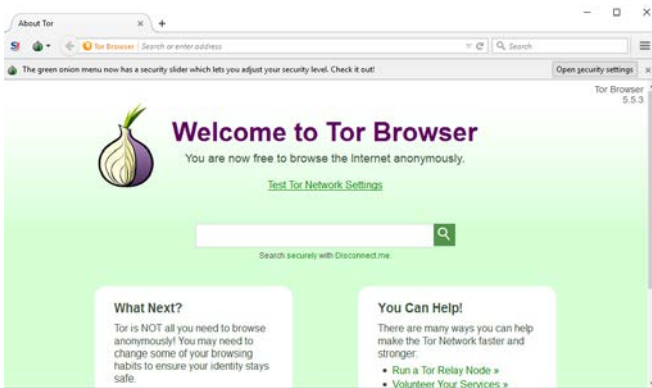 About Tor
Tor Browser Search or enter address
Search
The green onion menu now has a security slider which lets you adjust your security level. Check it out!
Open security settings
Tor Browser
5.5.3
Welcome to Tor Browser
You are now free to browse the Internet anonymously.
Test Tor Network Settings
Search securely with Disconnect.me.
What Next?
Tor is NOT all you need to browse
anonymously! You may need to
change some of your browsing
habits to ensure your identity stays
safe.
You Can Help!
There are many ways you can help
make the Tor Network faster and
stronger:
• Run a Tor Relay Node »
• Volunteer Your Services »